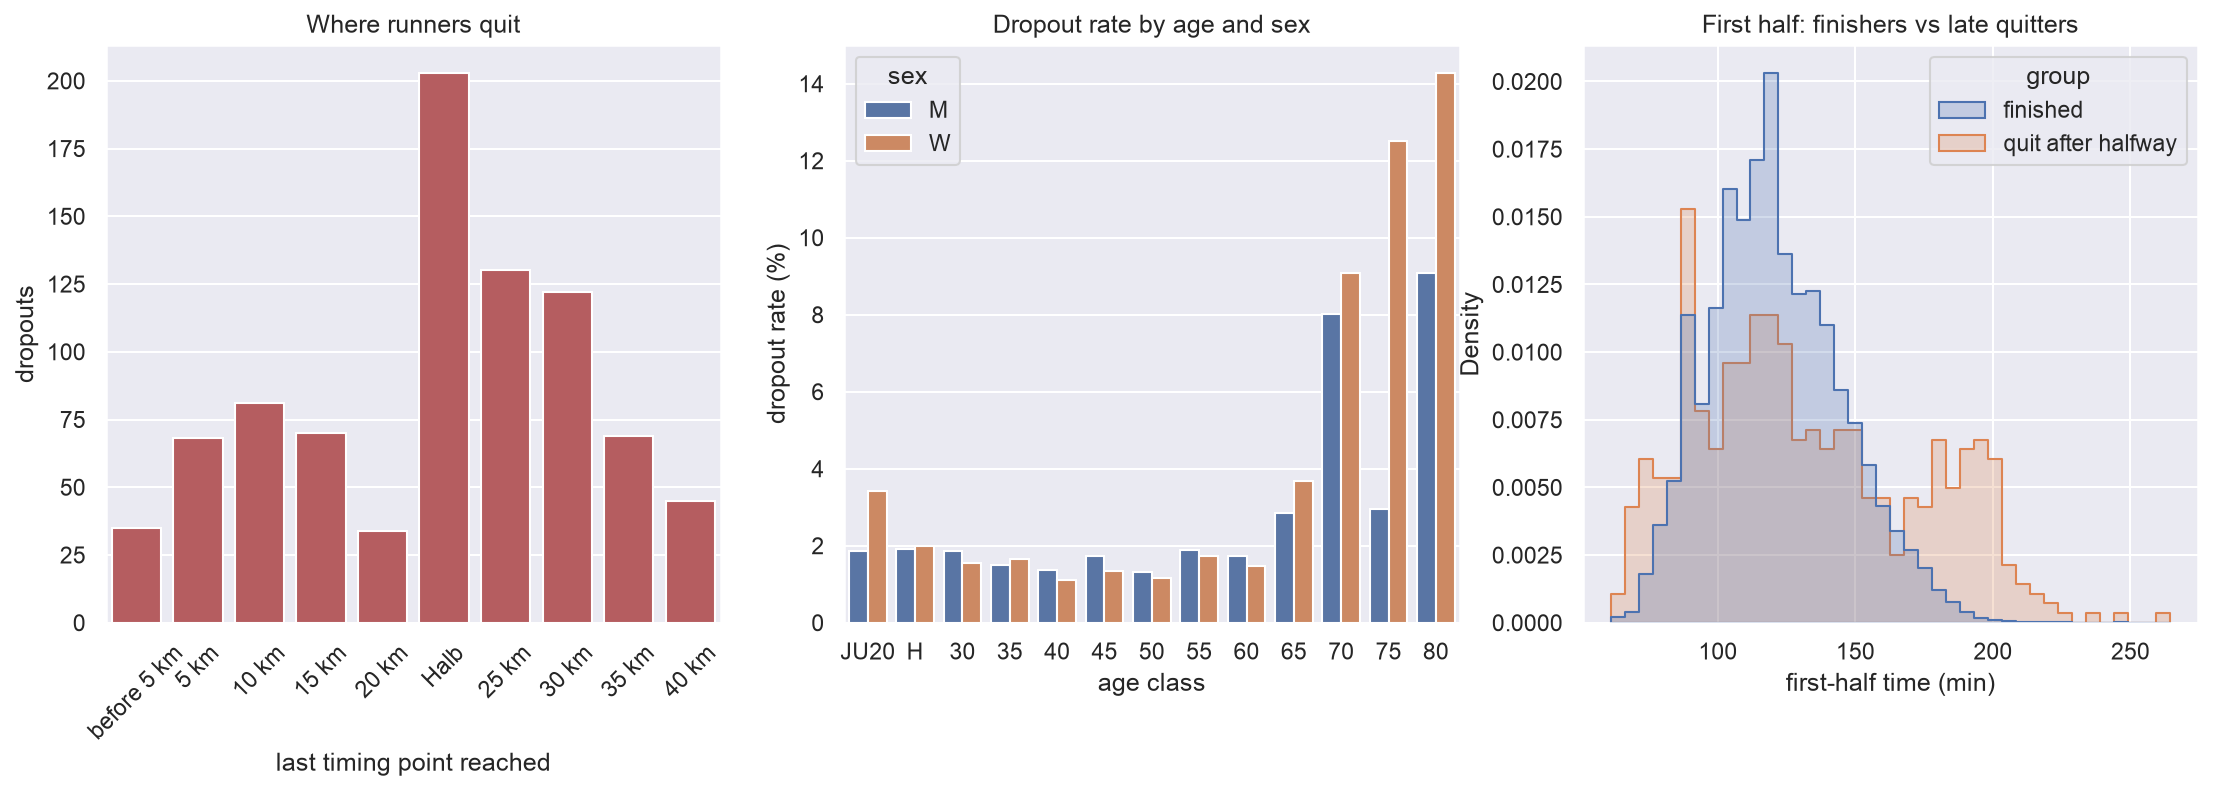 Where runners quit
200
175
150
125
100
75
50
25
0
dropouts
before 5 km
5 km
10 km
15 km
20 km
Halb
25 km
30 km
35 km
40 km
last timing point reached
Dropout rate by age and sex
sex
M
W
14
12
10
8
6
4
2
0
dropout rate (%)
JU20 H 30 35 40 45 50 55 60 65 70 75 80
age class
First half: finishers vs late quitters
group
finished
quit after halfway
0.0200
0.0175
0.0150
0.0125
0.0100
0.0075
0.0050
0.0025
0.0000
Density
100 150 200 250
first-half time (min)